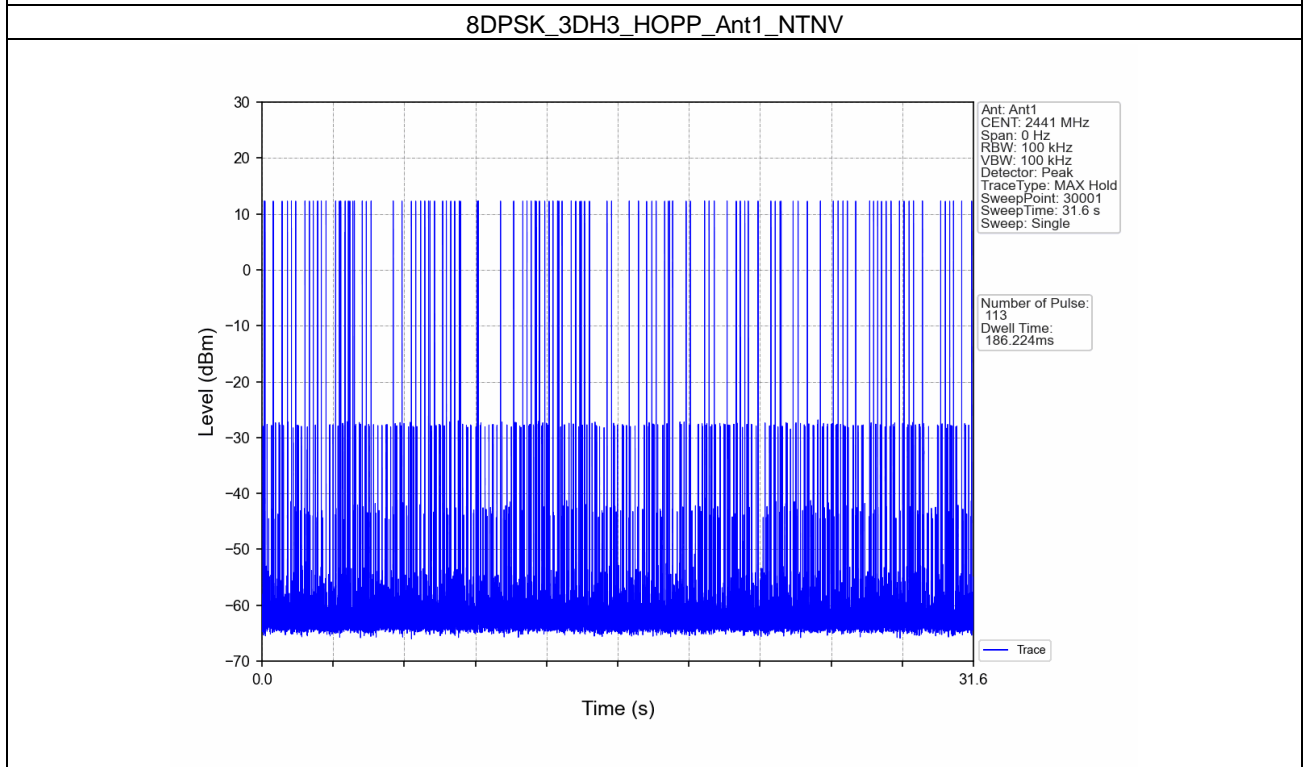 8DPSK_3DH3_HOPP_Ant1_NTNV
30
20
10
0
−10
−20
−30
−40
−50
−60
−70
Level (dBm)
0.0
31.6
Time (s)
Ant: Ant1
CENT: 2441 MHz
Span: 0 Hz
RBW: 100 kHz
VBW: 100 kHz
Detector: Peak
TraceType: MAX Hold
SweepPoint: 30001
SweepTime: 31.6 s
Sweep: Single
Number of Pulse:
113
Dwell Time:
186.224ms
Trace